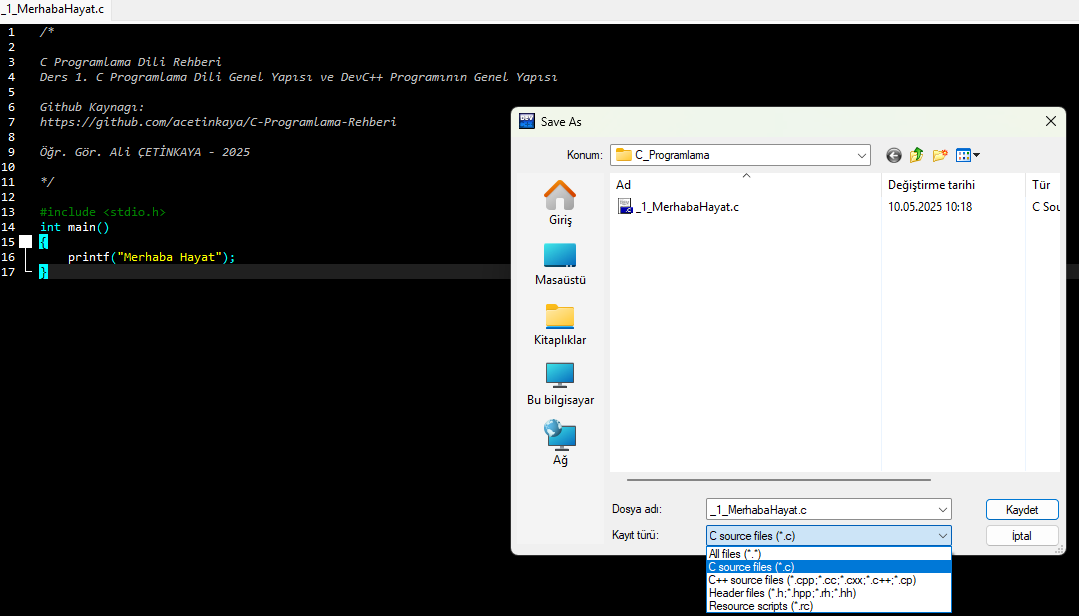 _1_MerhabaHayat.c
1 /*
2
3 C Programlama Dili Rehberi
4 Ders 1. C Programlama Dili Genel Yapısı ve DevC++ Programının Genel Yapısı
5
6 Github Kaynagı:
7 https://github.com/acetinkaya/C-Programlama-Rehberi
8
9 Öğr. Gör. Ali ÇETİNKAYA - 2025
10
11 */
12
13 #include <stdio.h>
14 int main()
15 {
16 printf("Merhaba Hayat");
17 }
DEV
Save As
Konum: C_Programlama
Giriş
Masaüstü
Kitaplıklar
Bu bilgisayar
Ağ
Ad Değiştirme tarihi Tür
_1_MerhabaHayat.c 10.05.2025 10:18 C Sou
Dosya adı: _1_MerhabaHayat.c Kaydet
Kayıt türü: C source files (*.c) İptal
All files (*.*)
C source files (*.c)
C++ source files (*.cpp;*.cc;*.cxx;*.c++;*.cp)
Header files (*.h;*.hpp;*.rh;*.hh)
Resource scripts (*.rc)